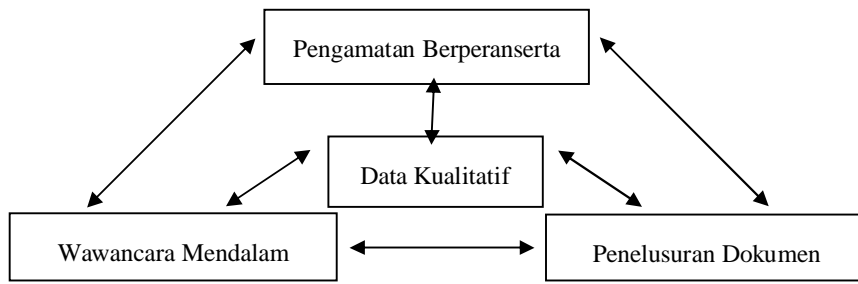 Pengamatan Berperanserta
Data Kualitatif
Wawancara Mendalam
Penelusuran Dokumen